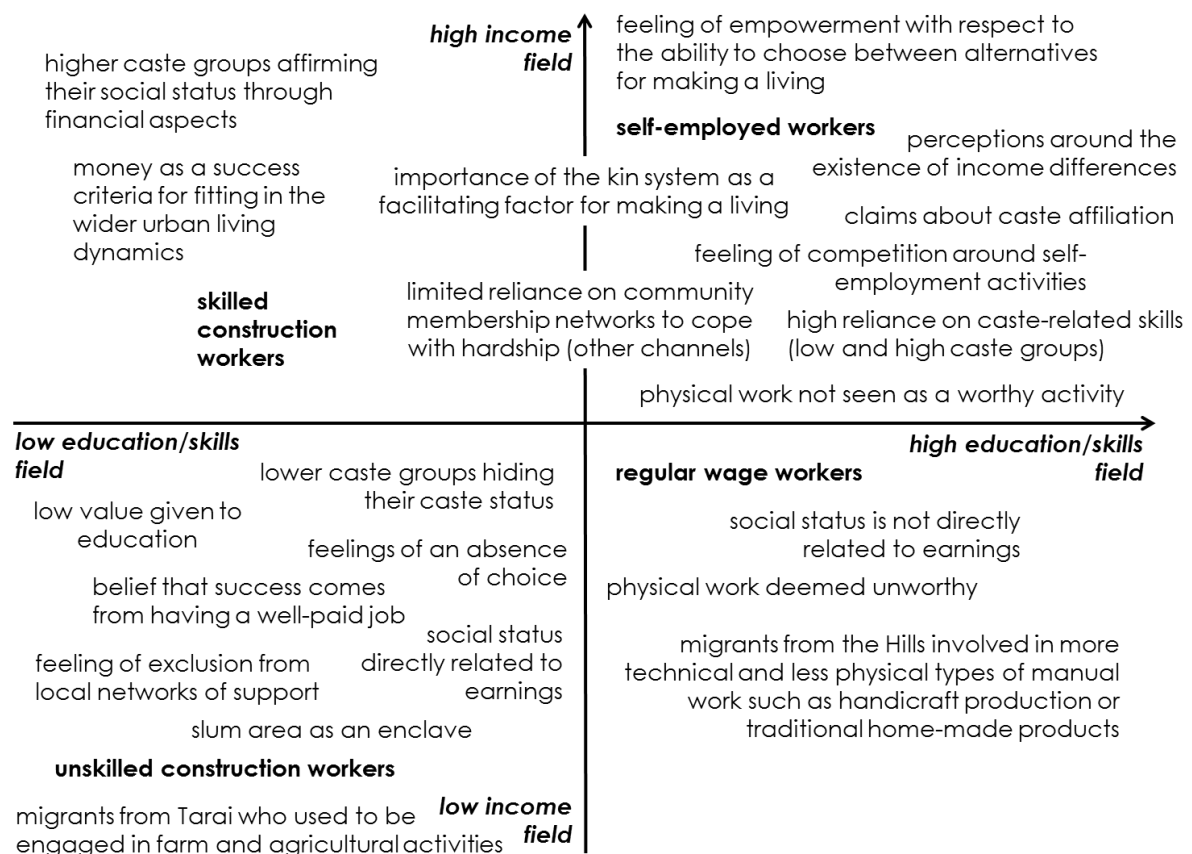 high income
field
feeling of empowerment with respect to
the ability to choose between alternatives
for making a living
higher caste groups affirming
their social status through
financial aspects
self-employed workers
perceptions around the
existence of income differences
money as a success
criteria for fitting in the
wider urban living
dynamics
importance of the kin system as a
facilitating factor for making a living
claims about caste affiliation
feeling of competition around self-
employment activities
skilled
construction
workers
limited reliance on community
membership networks to cope
with hardship (other channels)
high reliance on caste-related skills
(low and high caste groups)
physical work not seen as a worthy activity
low education/skills
field
high education/skills
field
lower caste groups hiding
their caste status
regular wage workers
low value given to
education
social status is not directly
related to earnings
feelings of an absence
of choice
belief that success comes
from having a well-paid job
physical work deemed unworthy
social status
directly related to
earnings
feeling of exclusion from
local networks of support
migrants from the Hills involved in more
technical and less physical types of manual
work such as handicraft production or
traditional home-made products
slum area as an enclave
unskilled construction workers
low income
field
migrants from Tarai who used to be
engaged in farm and agricultural activities